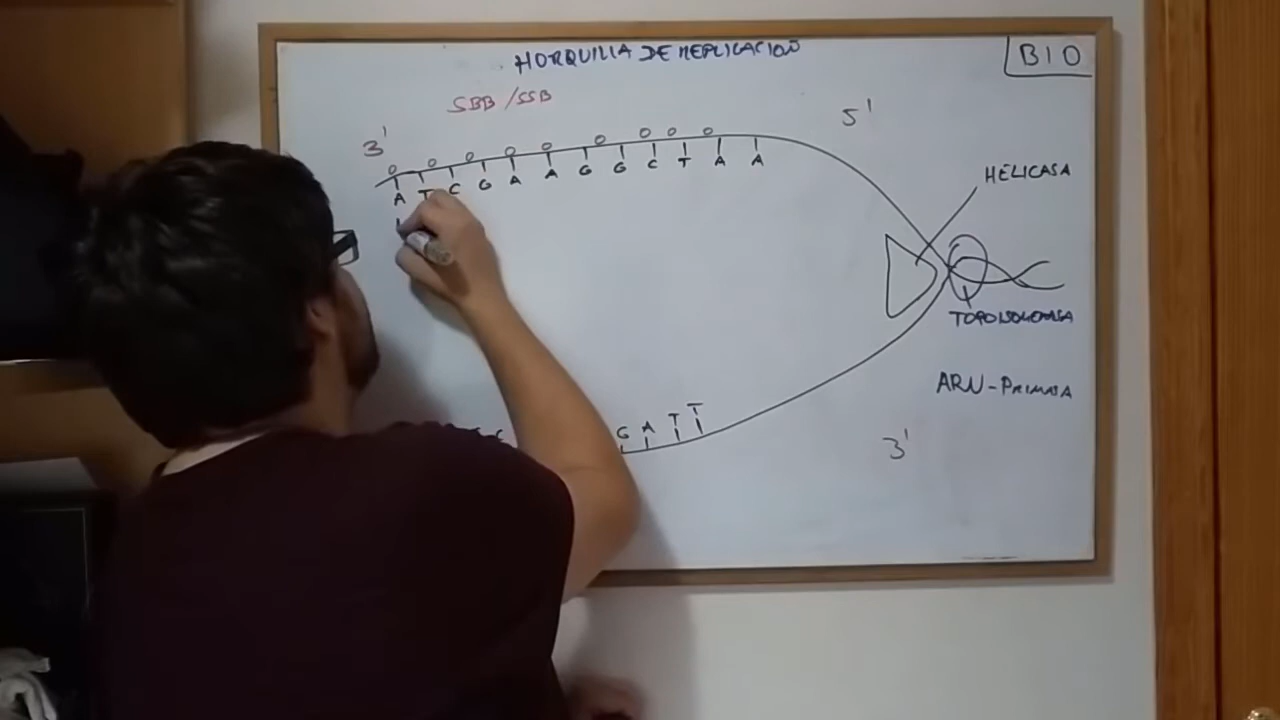 HORQUILLA DE REPLICACIÓN
BIO
SBB/SSB
3'
5'
A T C G A A G G C T A A
HELICASA
TOPOISOMERASA
ARN-PRIMASA
G A T T
3'